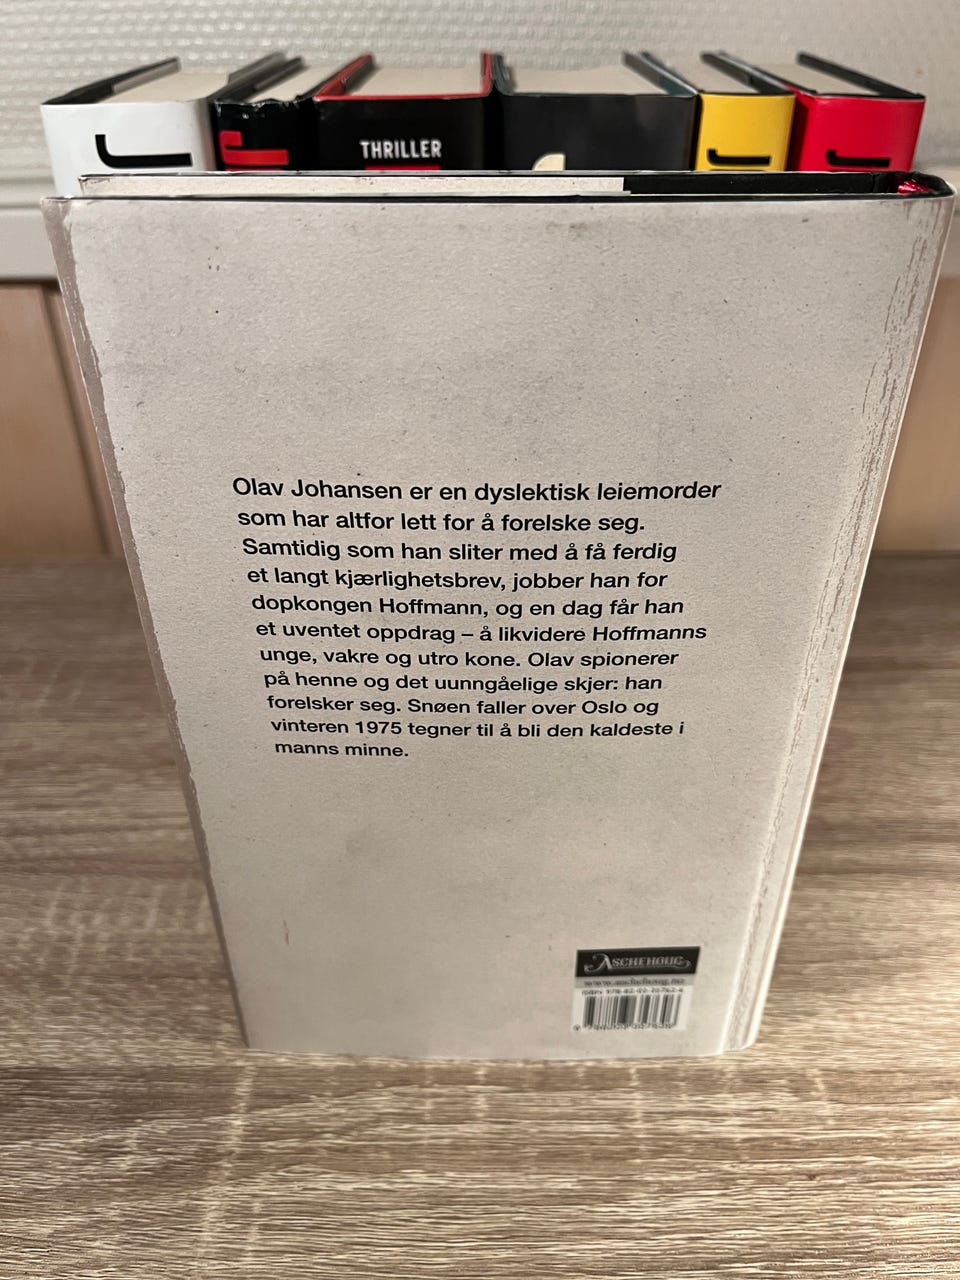 THRILLER
Olav Johansen er en dyslektisk leiemorder
som har altfor lett for å forelske seg.
Samtidig som han sliter med å få ferdig
et langt kjærlighetsbrev, jobber han for
dopkongen Hoffmann, og en dag får han
et uventet oppdrag – å likvidere Hoffmanns
unge, vakre og utro kone. Olav spionerer
på henne og det uunngåelige skjer: han
forelsker seg. Snøen faller over Oslo og
vinteren 1975 tegner til å bli den kaldeste i
manns minne.
ASCHEHOUG
www.aschehoug.no